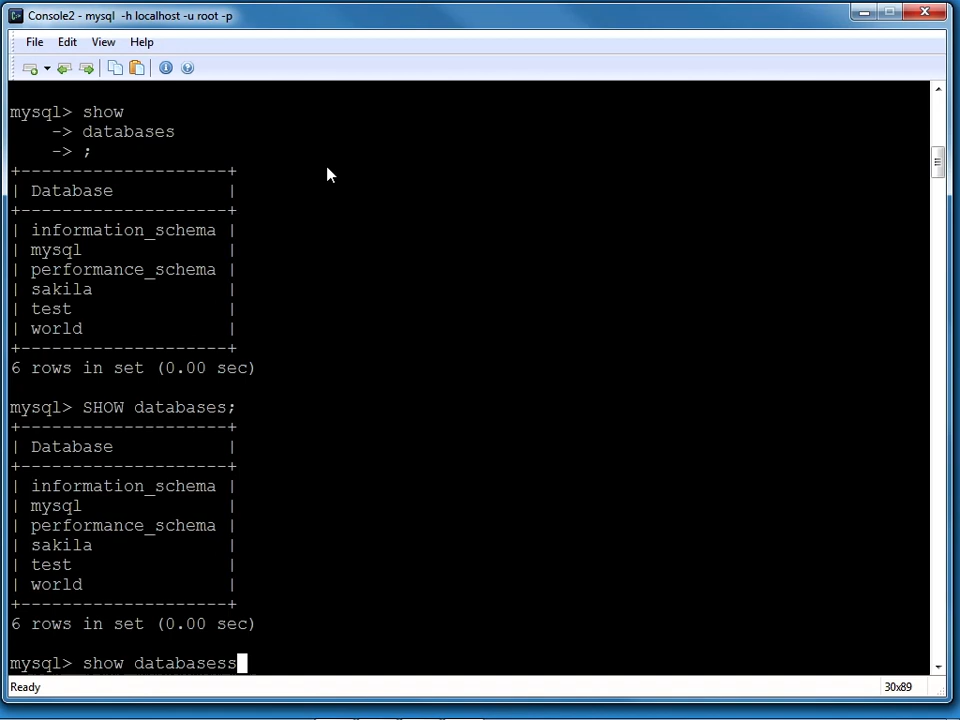 Console2 - mysql  -h localhost -u root -p
File Edit View Help
mysql> show
    -> databases
    -> ;
+--------------------+
| Database           |
+--------------------+
| information_schema |
| mysql              |
| performance_schema |
| sakila             |
| test               |
| world              |
+--------------------+
6 rows in set (0.00 sec)
mysql> SHOW databases;
+--------------------+
| Database           |
+--------------------+
| information_schema |
| mysql              |
| performance_schema |
| sakila             |
| test               |
| world              |
+--------------------+
6 rows in set (0.00 sec)
mysql> show databasess
Ready 30x89